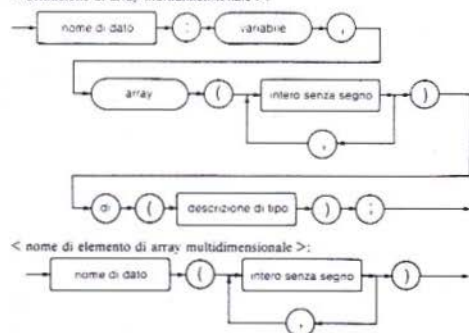 nome di dato : variabile ,
array ( intero senza segno )
,
di ( descrizione di tipo ) ;
< nome di elemento di array multidimensionale >:
nome di dato ( intero senza segno )
,